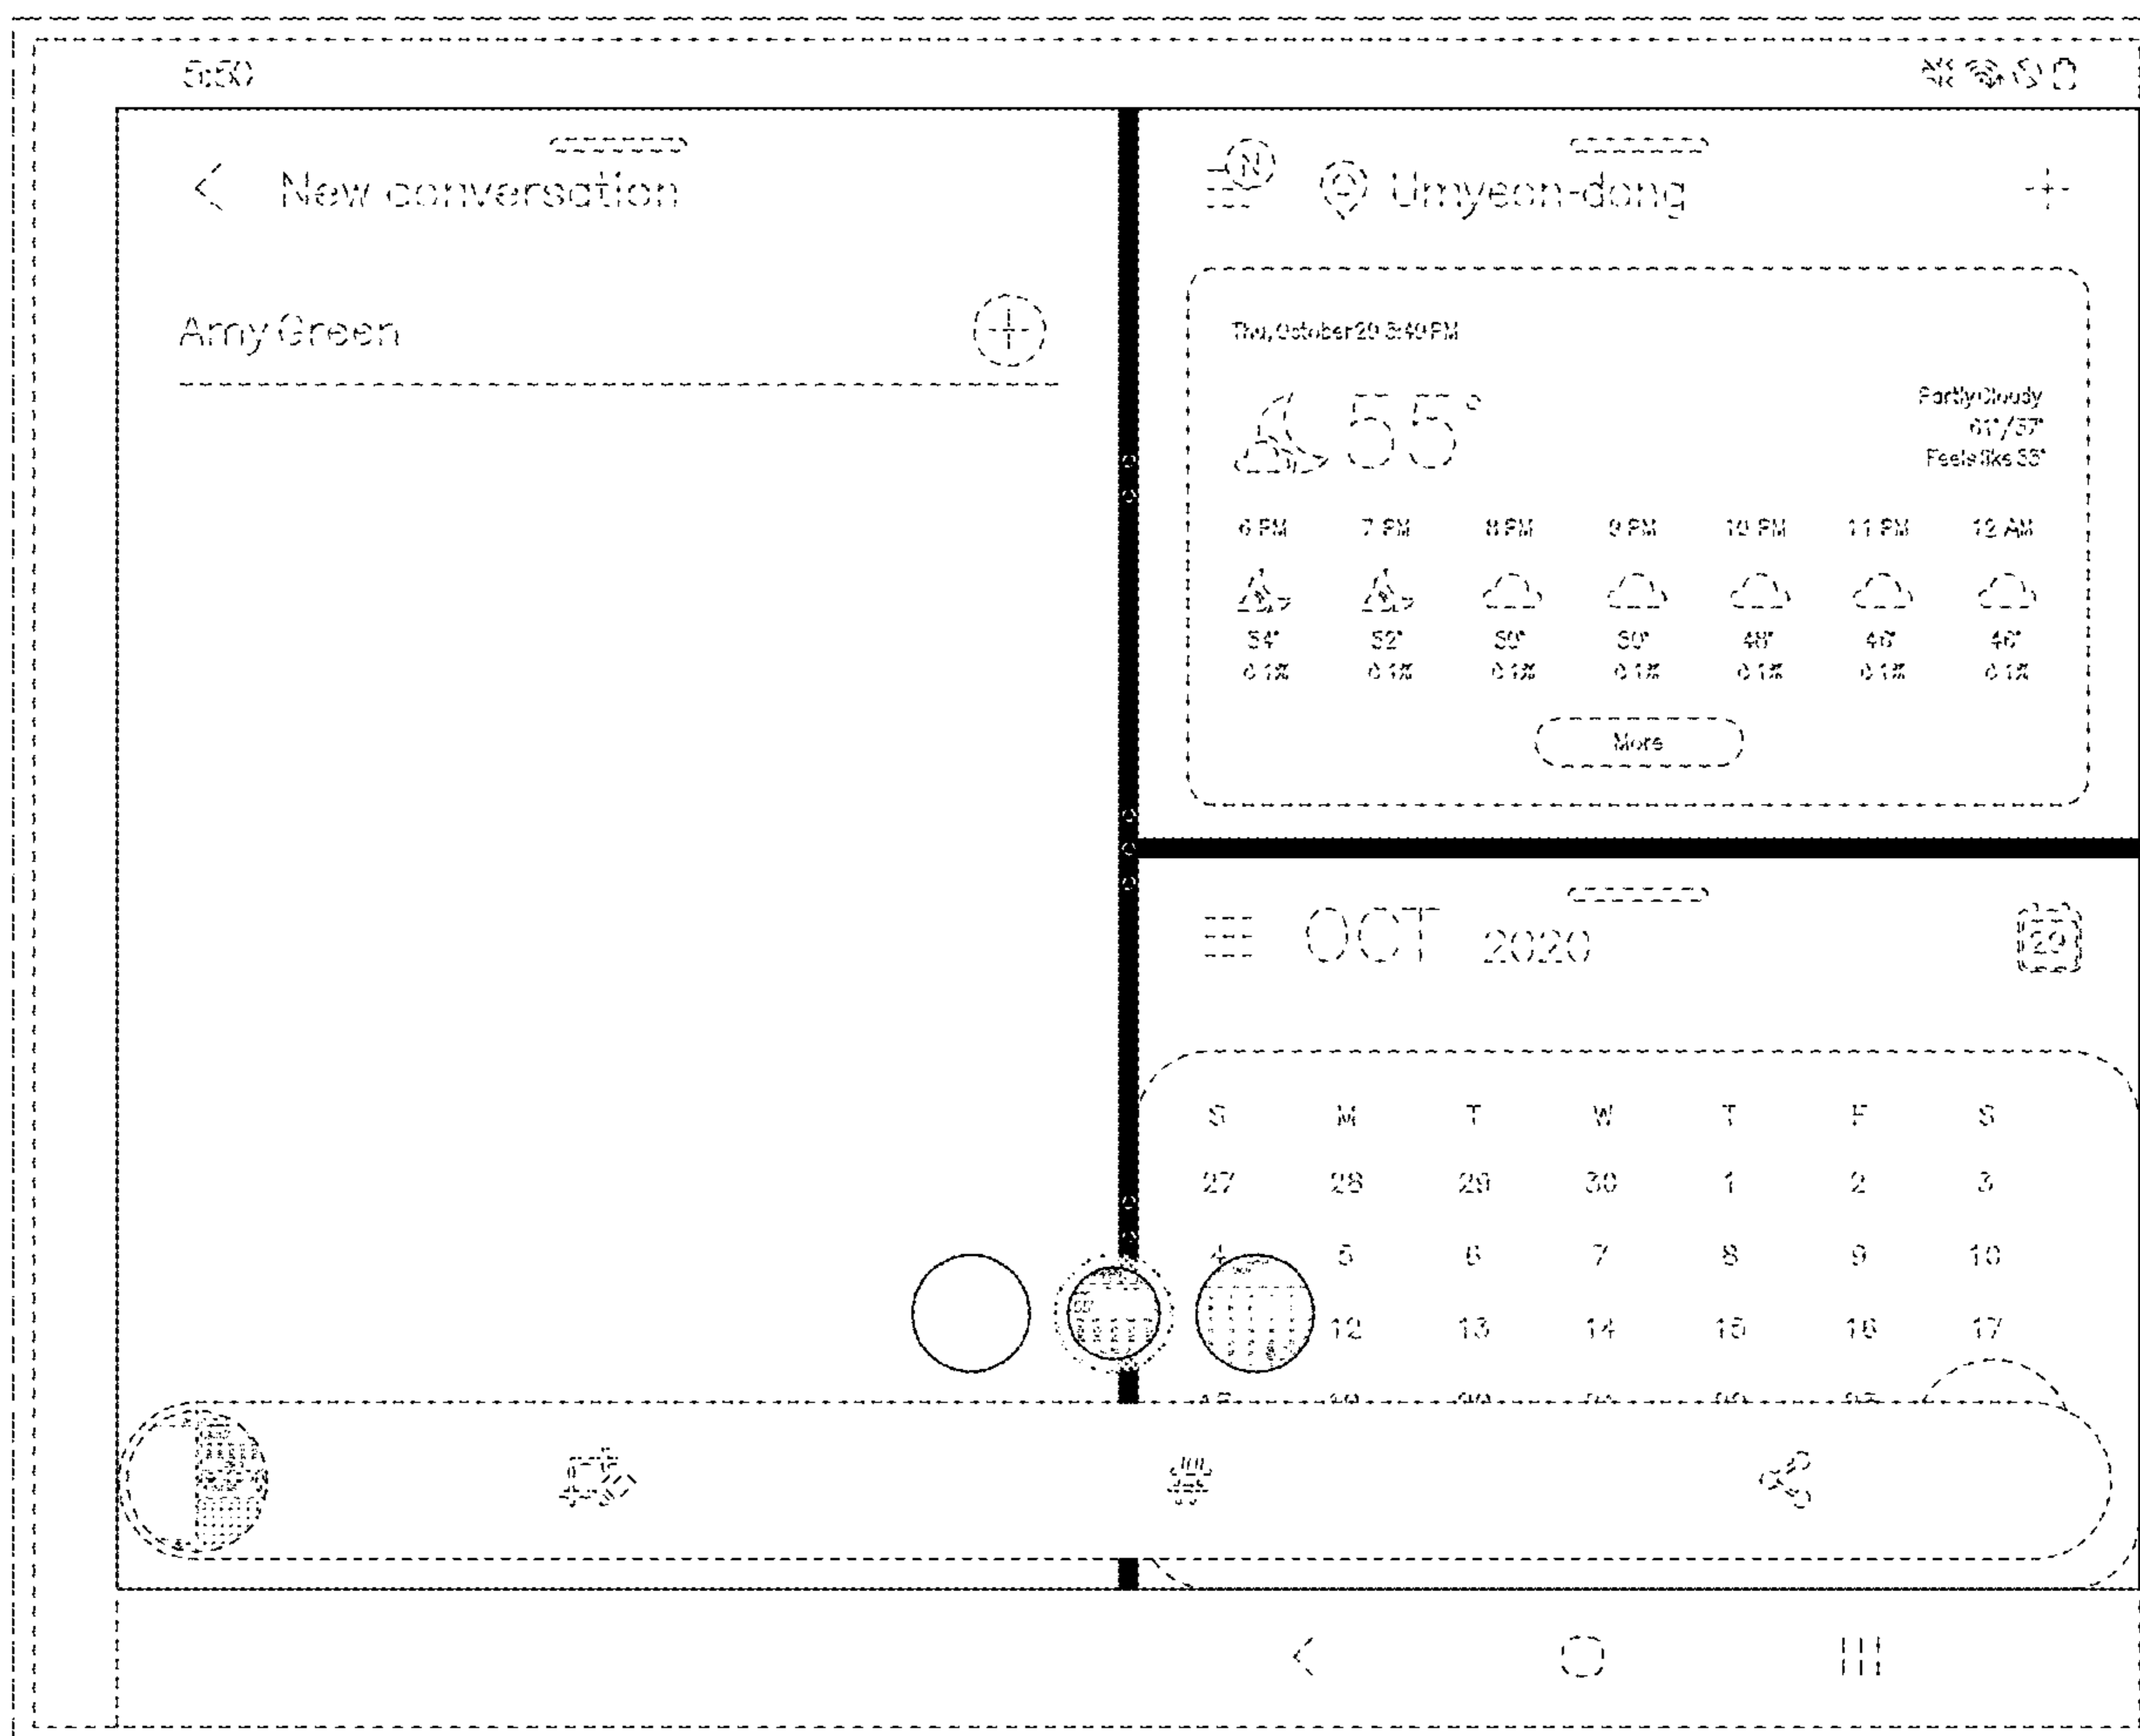 5:50
New conversation
Amy Green
N
Umyeon-dong
Thu, October 29 5:49 PM
55°
Partly Cloudy
61°/37°
Feels like 55°
6 PM 7 PM 8 PM 9 PM 10 PM 11 PM 12 AM
54° 52° 50° 50° 48° 46° 46°
More
OCT 2020
29
S M T W T F S
27 28 29 30 1 2 3
4 5 6 7 8 9 10
12 13 14 15 16 17